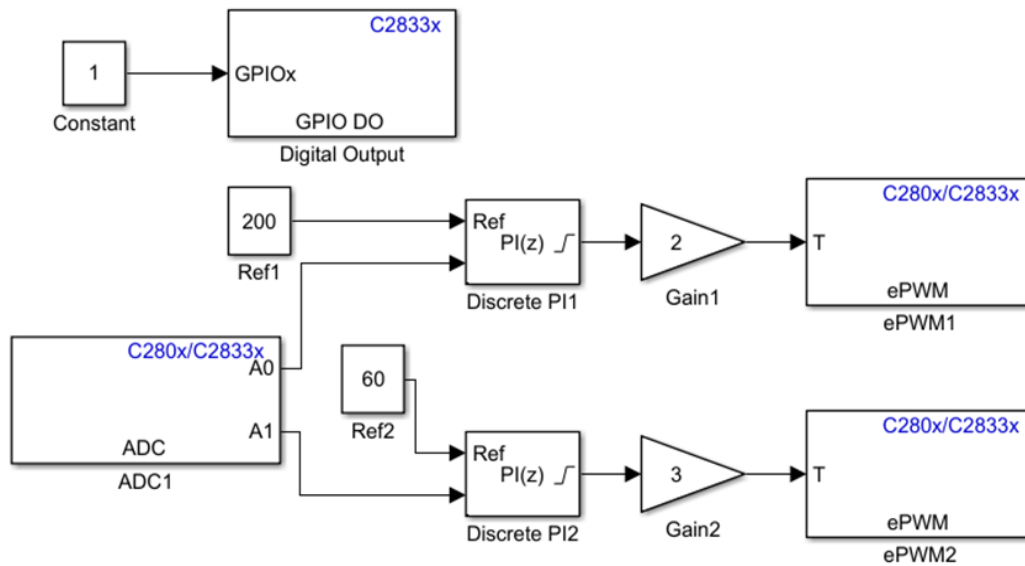 C2833x
1
GPIOx
GPIO DO
Constant
Digital Output
200
Ref1
Ref
PI(z)
Discrete PI1
2
Gain1
C280x/C2833x
T
ePWM
ePWM1
C280x/C2833x
A0
A1
ADC
ADC1
60
Ref2
Ref
PI(z)
Discrete PI2
3
Gain2
C280x/C2833x
T
ePWM
ePWM2